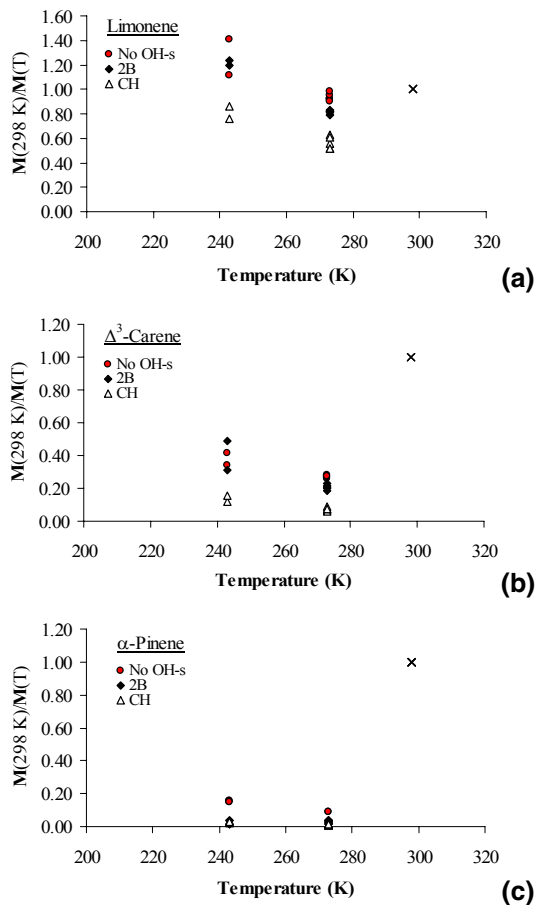 Limonene
No OH-s
2B
CH
1.60
1.40
1.20
1.00
0.80
0.60
0.40
0.20
0.00
M(298 K)/M(T)
200 220 240 260 280 300 320
Temperature (K)
(a)
Δ³-Carene
No OH-s
2B
CH
1.20
1.00
0.80
0.60
0.40
0.20
0.00
M(298 K)/M(T)
200 220 240 260 280 300 320
Temperature (K)
(b)
α-Pinene
No OH-s
2B
CH
1.20
1.00
0.80
0.60
0.40
0.20
0.00
M(298 K)/M(T)
200 220 240 260 280 300 320
Temperature (K)
(c)